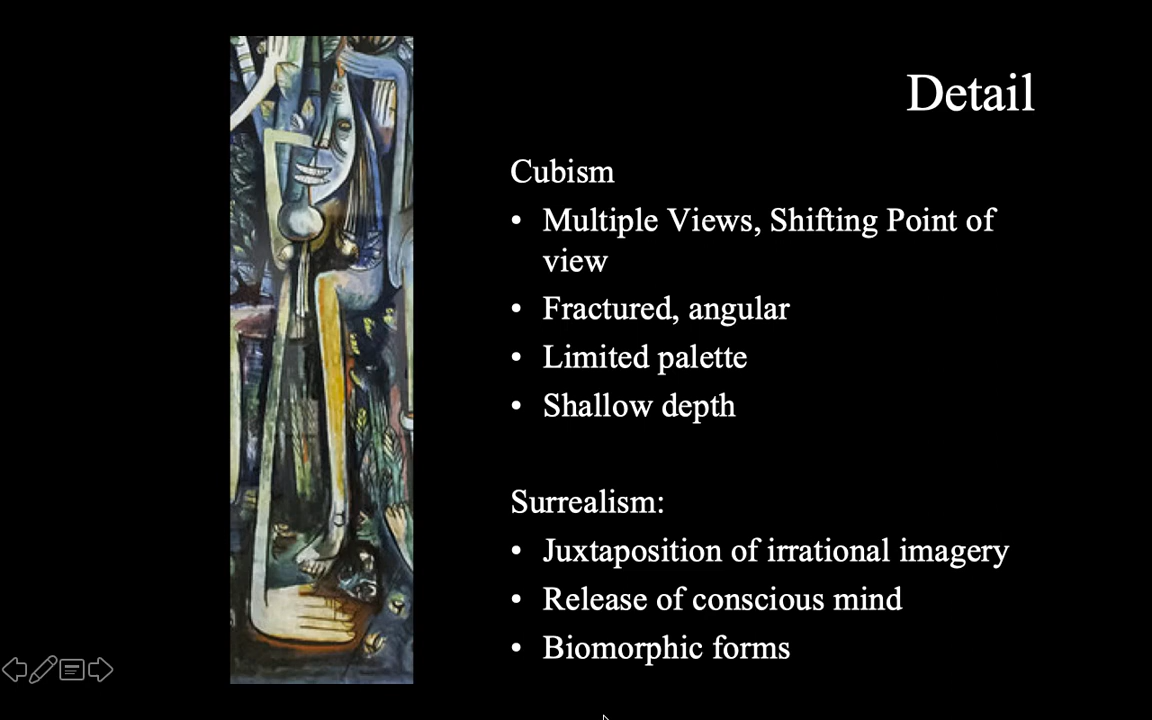 Detail
Cubism
• Multiple Views, Shifting Point of
view
• Fractured, angular
• Limited palette
• Shallow depth
Surrealism:
• Juxtaposition of irrational imagery
• Release of conscious mind
• Biomorphic forms